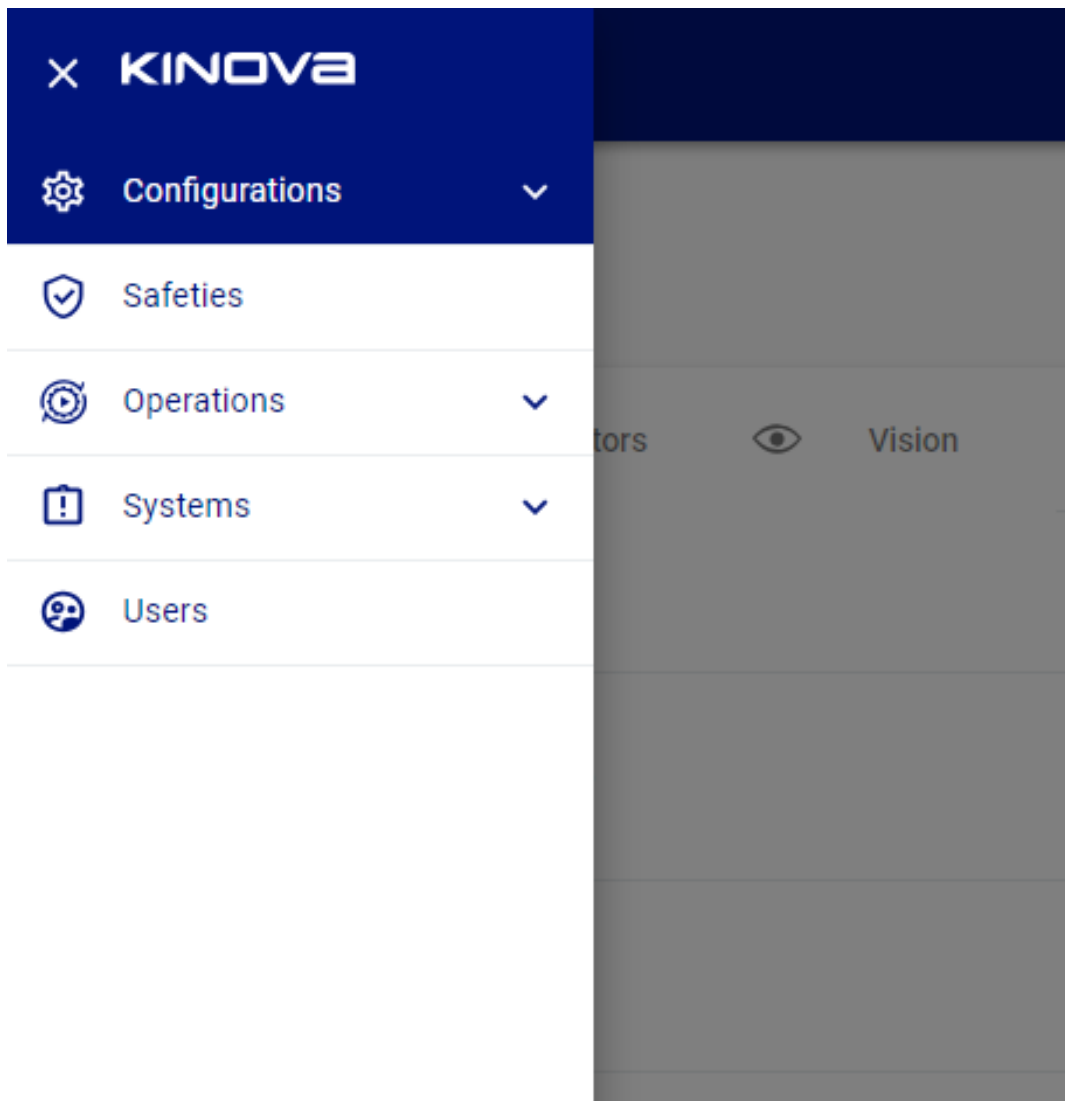 KINOVA
Configurations
Safeties
Operations
tors Vision
Systems
Users